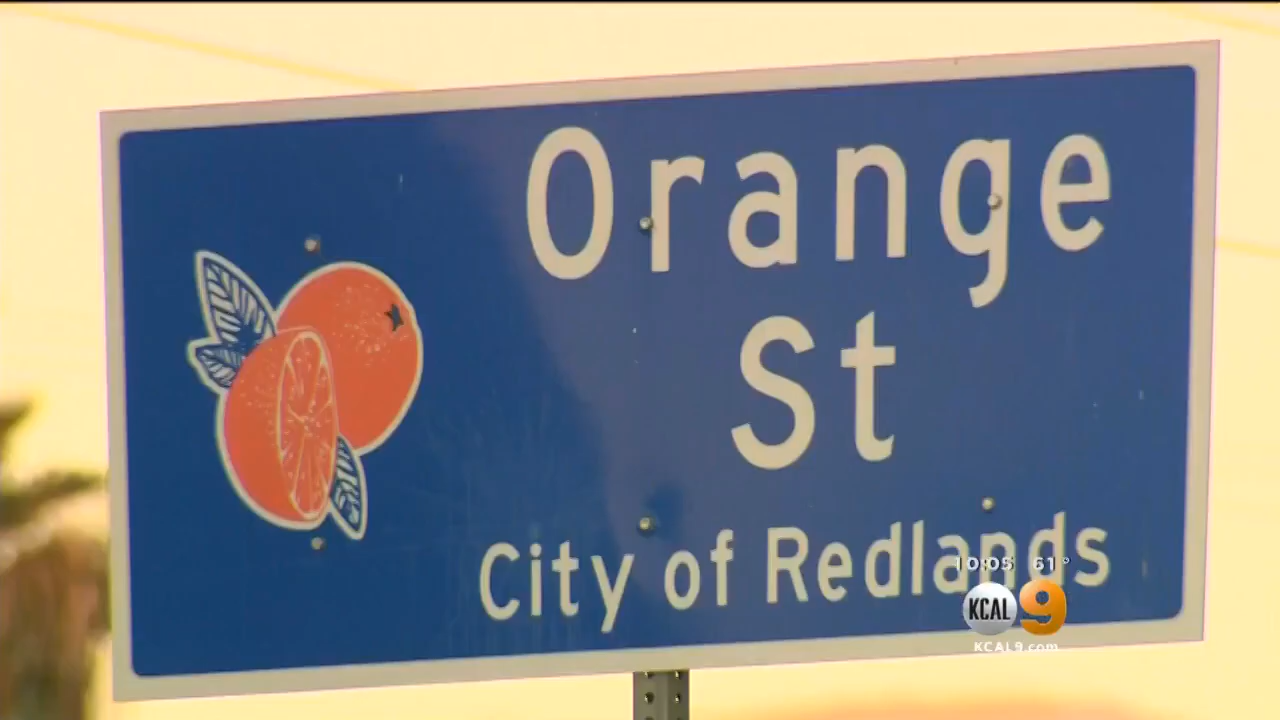 Orange
St
City of Redlands
10:05 61°
KCAL 9
KCAL9.com